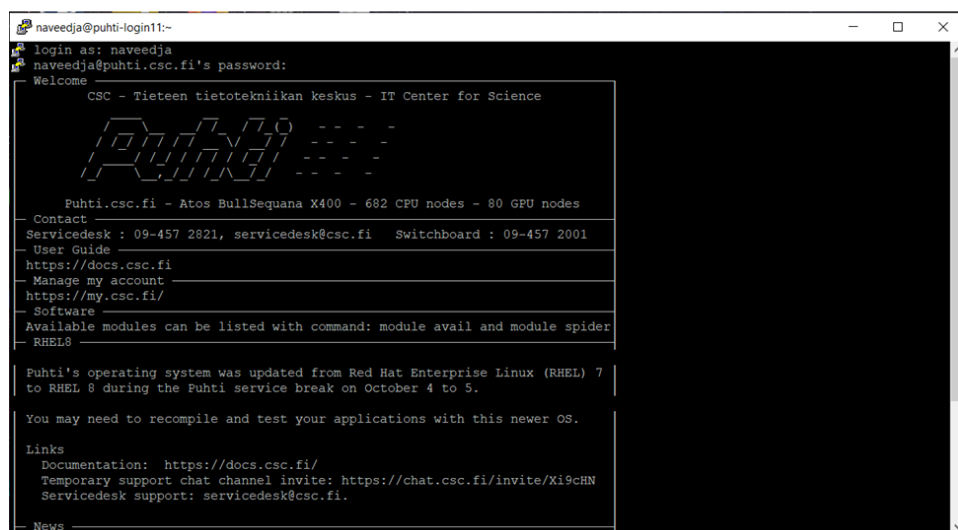 naveedja@puhti-login11:~
login as: naveedja
naveedja@puhti.csc.fi's password:
Welcome
CSC - Tieteen tietotekniikan keskus - IT Center for Science
Puhti
Puhti.csc.fi - Atos BullSequana X400 - 682 CPU nodes - 80 GPU nodes
Contact
Servicedesk : 09-457 2821, servicedesk@csc.fi   Switchboard : 09-457 2001
User Guide
https://docs.csc.fi
Manage my account
https://my.csc.fi/
Software
Available modules can be listed with command: module avail and module spider
RHEL8
Puhti's operating system was updated from Red Hat Enterprise Linux (RHEL) 7
to RHEL 8 during the Puhti service break on October 4 to 5.
You may need to recompile and test your applications with this newer OS.
Links
Documentation:  https://docs.csc.fi/
Temporary support chat channel invite: https://chat.csc.fi/invite/Xi9cHN
Servicedesk support: servicedesk@csc.fi.
News